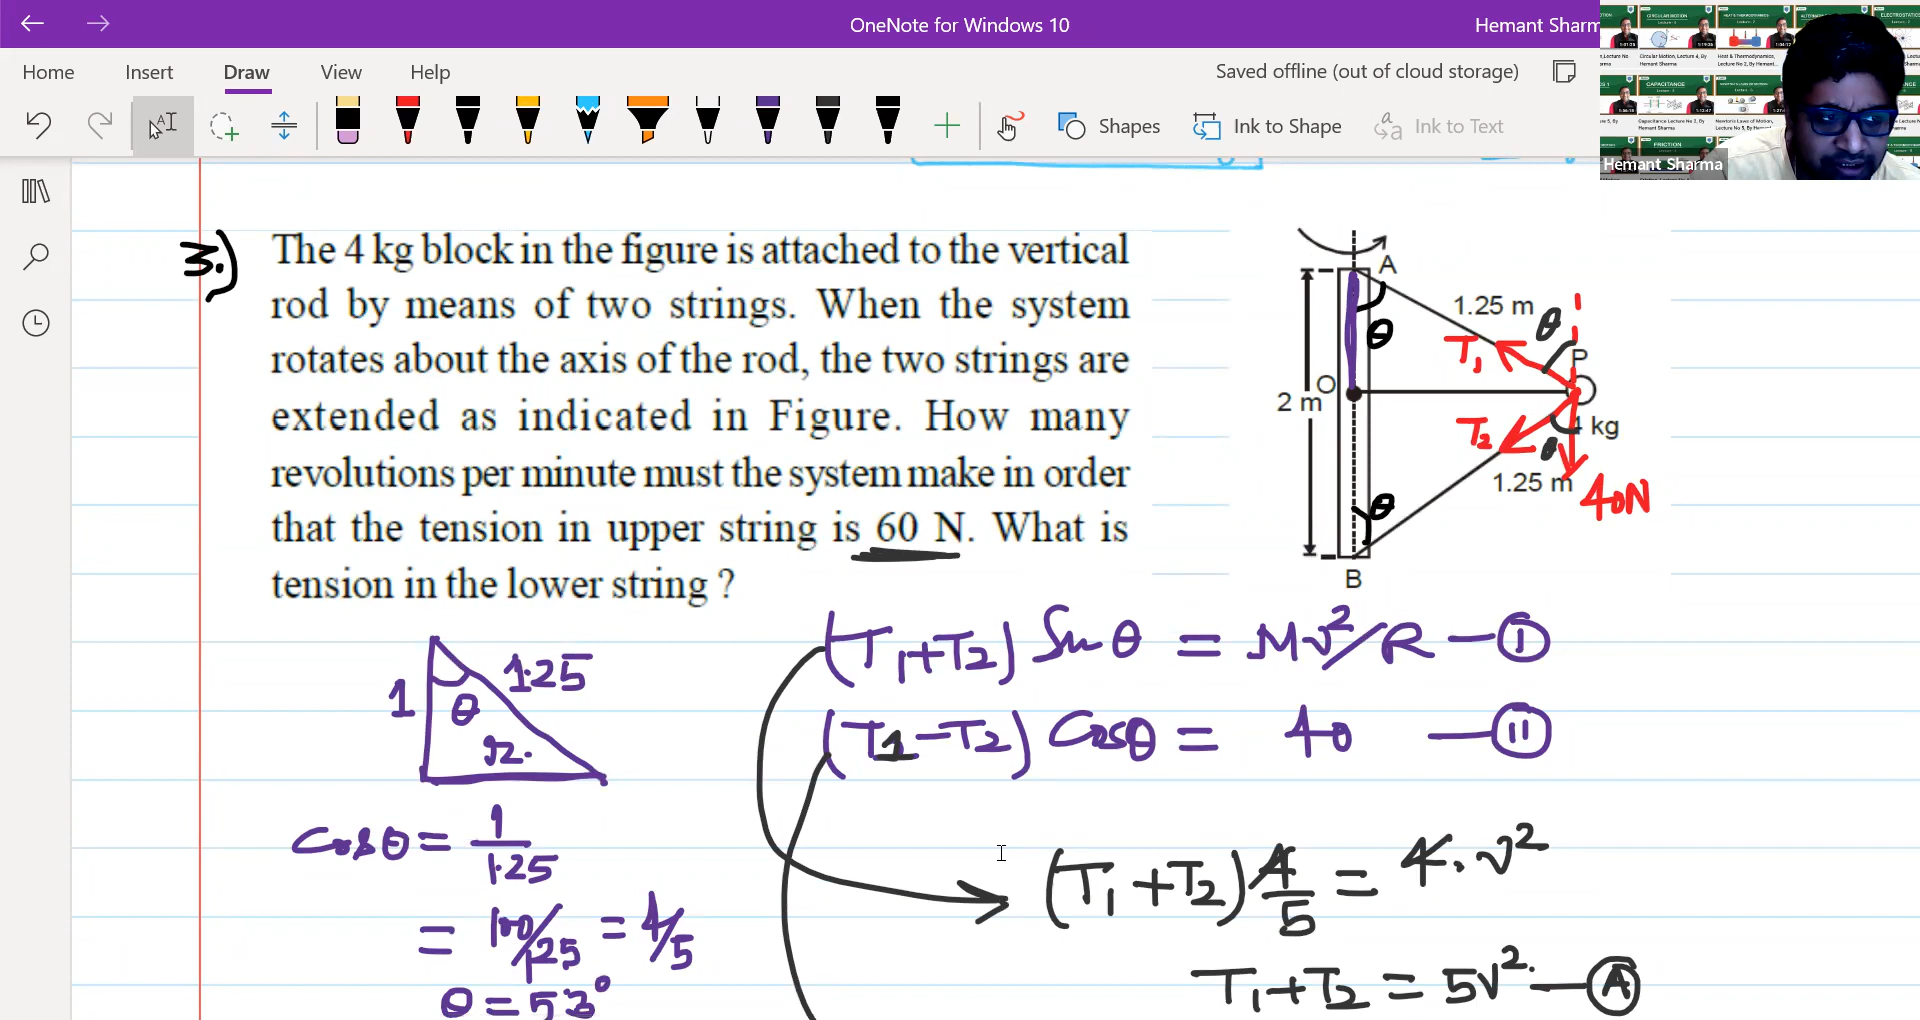 OneNote for Windows 10
Hemant Sharm
Home Insert Draw View Help
Saved offline (out of cloud storage)
Shapes Ink to Shape Ink to Text
Hemant Sharma
3.)
The 4 kg block in the figure is attached to the vertical
rod by means of two strings. When the system
rotates about the axis of the rod, the two strings are
extended as indicated in Figure. How many
revolutions per minute must the system make in order
that the tension in upper string is 60 N. What is
tension in the lower string ?
A
1.25 m
θ
θ
T₁
P
O
2 m
T₂
4 kg
θ
1.25 m
40N
θ
B
1
1.25
θ
r
Cosθ = 1/1.25
= 100/125 = 4/5
θ = 53°
(T₁+T₂) Sinθ = Mv²/R — I
(T1−T₂) Cosθ = 40 — II
(T₁+T₂) 4/5 = 4·v²
T₁+T₂ = 5v² — A